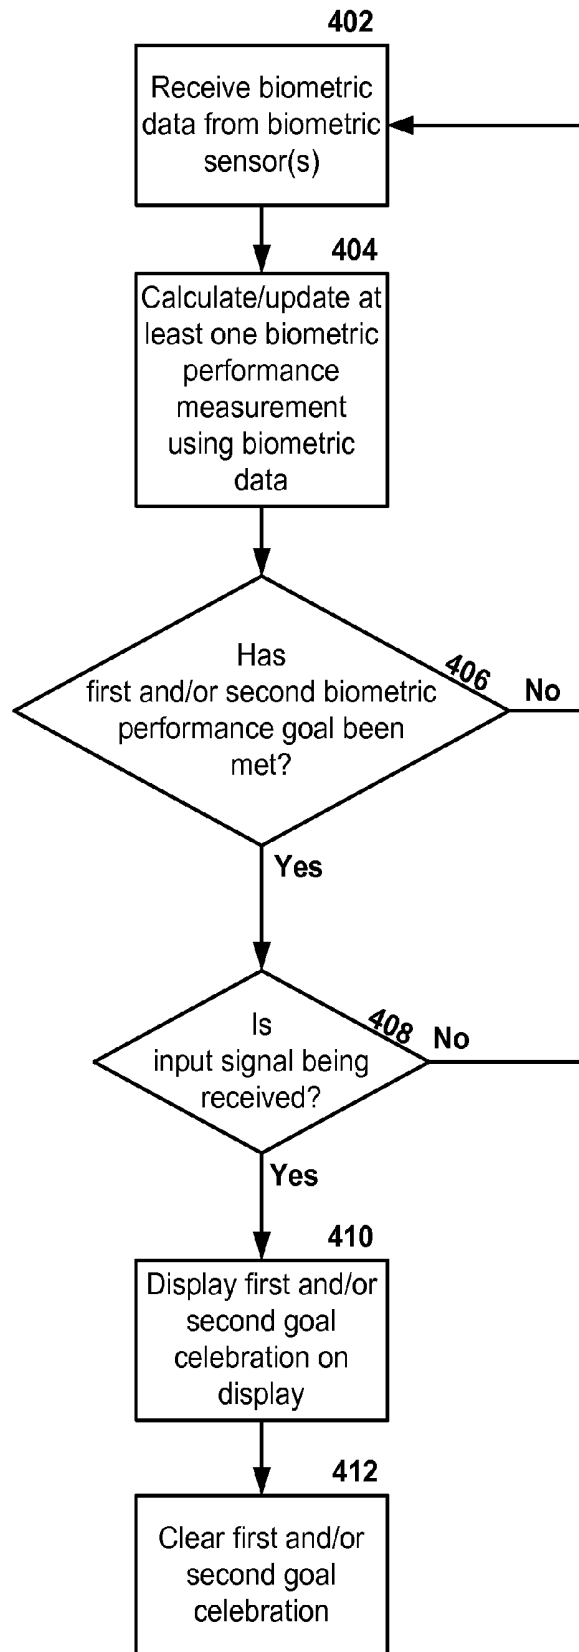 402
Receive biometric
data from biometric
sensor(s)
404
Calculate/update at
least one biometric
performance
measurement
using biometric
data
Has
first and/or second biometric
performance goal been
met?
406
No
Yes
Is
input signal being
received?
408
No
Yes
410
Display first and/or
second goal
celebration on
display
412
Clear first and/or
second goal
celebration